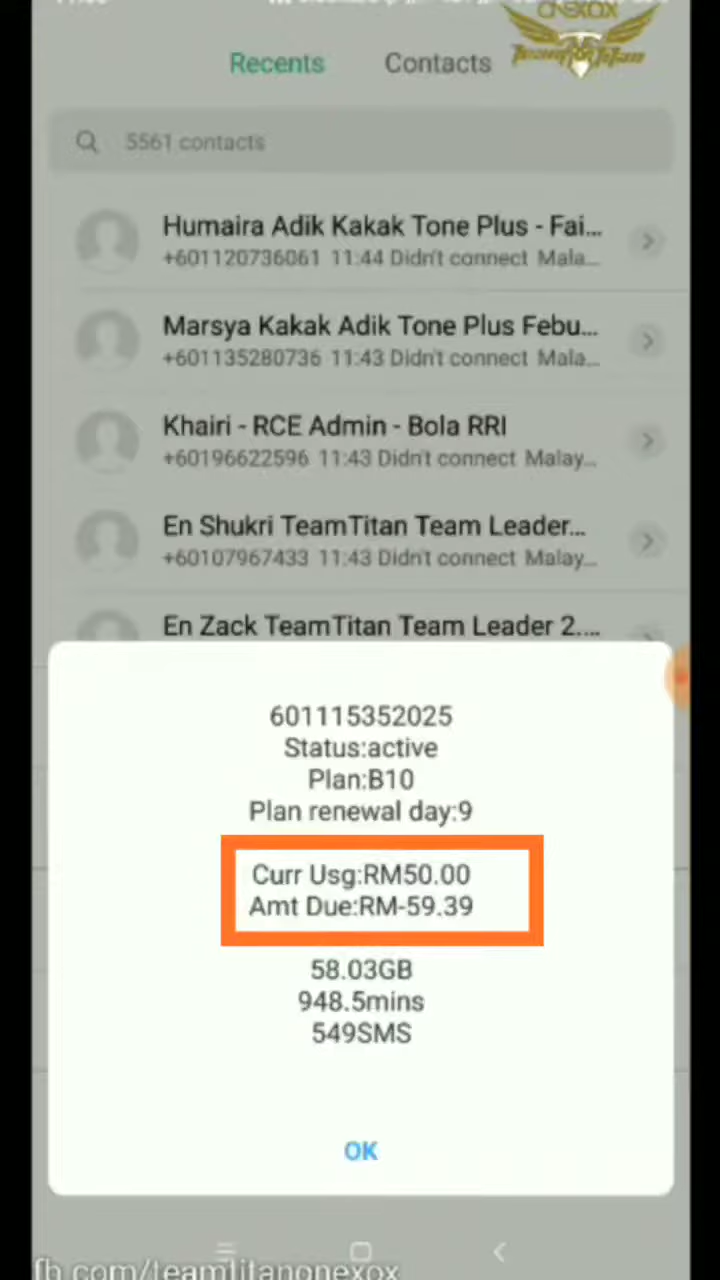 ONEXOX
TeamTitan
Recents
Contacts
5561 contacts
Humaira Adik Kakak Tone Plus - Fai...
+601120736061 11:44 Didn't connect Mala...
Marsya Kakak Adik Tone Plus Febu...
+601135280736 11:43 Didn't connect Mala...
Khairi - RCE Admin - Bola RRI
+60196622596 11:43 Didn't connect Malay...
En Shukri TeamTitan Team Leader...
+60107967433 11:43 Didn't connect Malay...
En Zack TeamTitan Team Leader 2....
601115352025
Status:active
Plan:B10
Plan renewal day:9
Curr Usg:RM50.00
Amt Due:RM-59.39
58.03GB
948.5mins
549SMS
OK
fb.com/teamtitanonexox